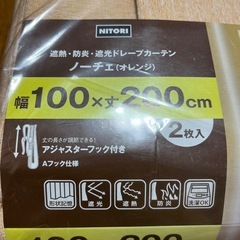 NITORI
遮熱・防炎・遮光ドレープカーテン
ノーチェ(オレンジ)
幅100×丈200cm
2枚入
丈の長さが調節できる!
アジャスターフック付き
Aフック仕様
形状記憶 遮光 遮熱 防炎 洗濯OK